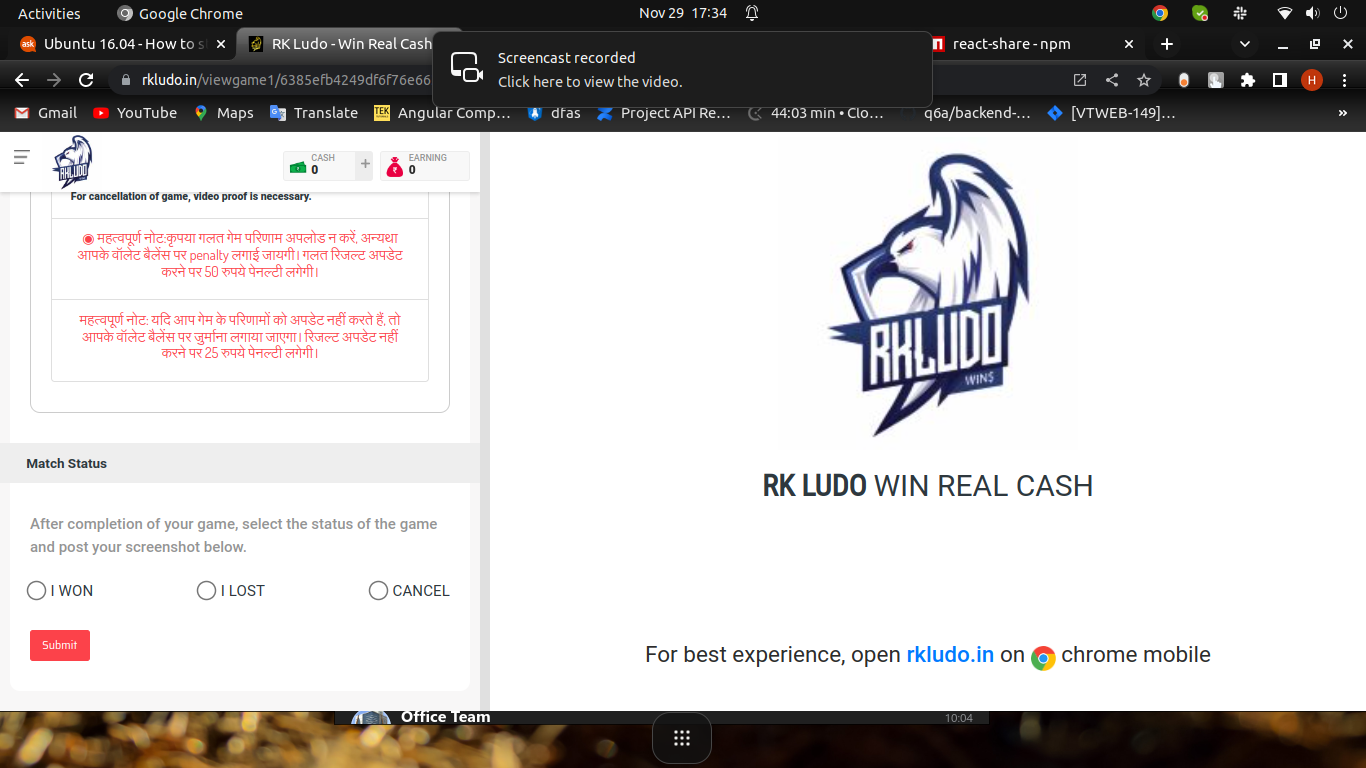 Activities
Google Chrome
Nov 29 17:34
Ubuntu 16.04 - How to s
RK Ludo - Win Real Cash
react-share - npm
Screencast recorded
Click here to view the video.
rkludo.in/viewgame1/6385efb4249df6f76e66
H
Gmail
YouTube
Maps
Translate
Angular Comp…
dfas
Project API Re…
44:03 min • Clo…
q6a/backend-…
[VTWEB-149]…
»
RKLUDO
CASH
0
+
EARNING
0
For cancellation of game, video proof is necessary.
◉ महत्वपूर्ण नोट:कृपया गलत गेम परिणाम अपलोड न करें, अन्यथा
आपके वॉलेट बैलेंस पर penalty लगाई जायगी। गलत रिजल्ट अपडेट
करने पर 50 रुपये पेनल्टी लगेगी।
महत्वपूर्ण नोट: यदि आप गेम के परिणामों को अपडेट नहीं करते हैं, तो
आपके वॉलेट बैलेंस पर जुर्माना लगाया जाएगा। रिजल्ट अपडेट नहीं
करने पर 25 रुपये पेनल्टी लगेगी।
Match Status
After completion of your game, select the status of the game
and post your screenshot below.
I WON
I LOST
CANCEL
Submit
RKLUDO
WIN$
RK LUDO WIN REAL CASH
For best experience, open rkludo.in on chrome mobile
Office Team
10:04